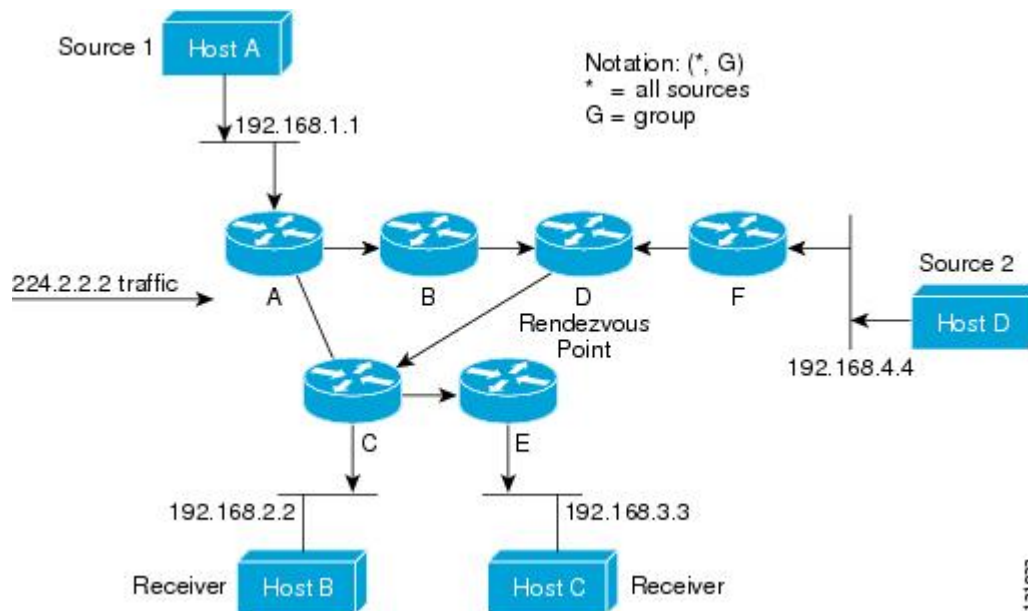 Source 1
Host A
Notation: (*, G)
* = all sources
G = group
192.168.1.1
224.2.2.2 traffic
A
B
D
Rendezvous
Point
F
Source 2
Host D
192.168.4.4
C
E
192.168.2.2
192.168.3.3
Receiver
Host B
Host C
Receiver